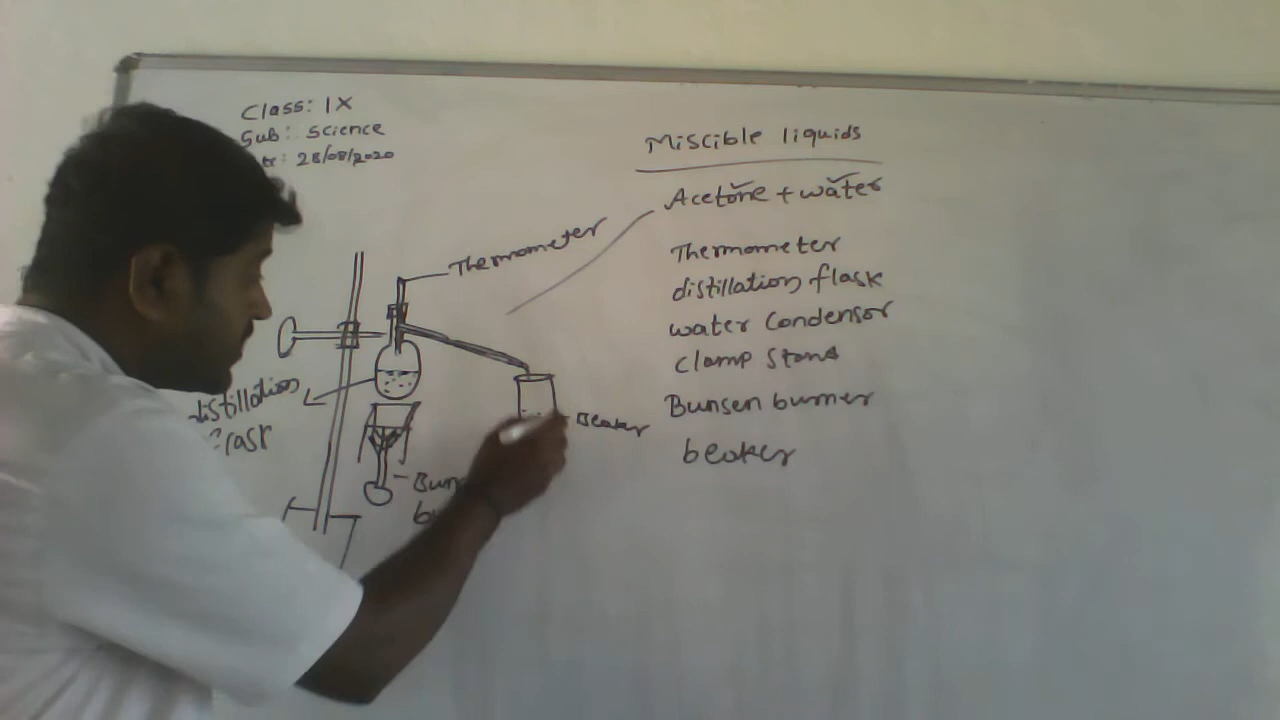 Class: IX
Sub: Science
28/08/2020
Miscible liquids
Acetone + water
Thermometer
distillation flask
water Condensor
Clamp Stand
Bunsen burner
beaker
Thermometer
distillation
Beaker